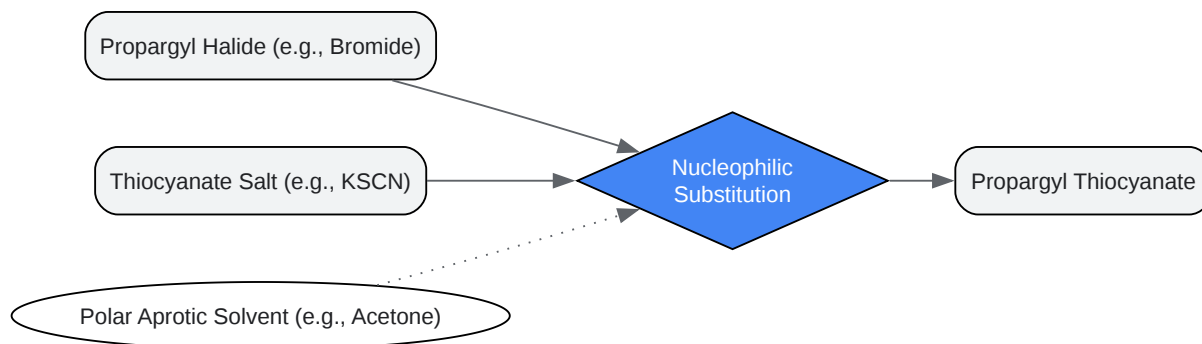 Propargyl Halide (e.g., Bromide)
Thiocyanate Salt (e.g., KSCN)
Polar Aprotic Solvent (e.g., Acetone)
Nucleophilic
Substitution
Propargyl Thiocyanate